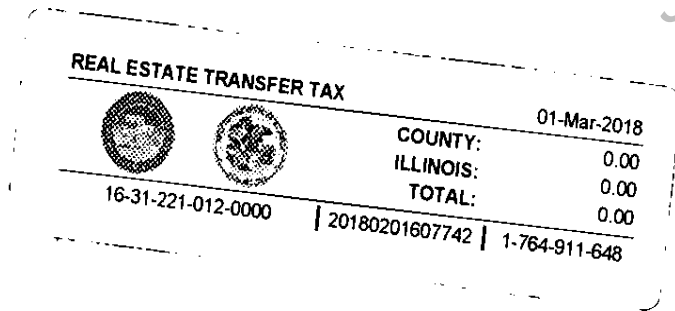 REAL ESTATE TRANSFER TAX 01-Mar-2018
COUNTY: 0.00
ILLINOIS: 0.00
TOTAL: 0.00
16-31-221-012-0000 | 20180201607742 | 1-764-911-648